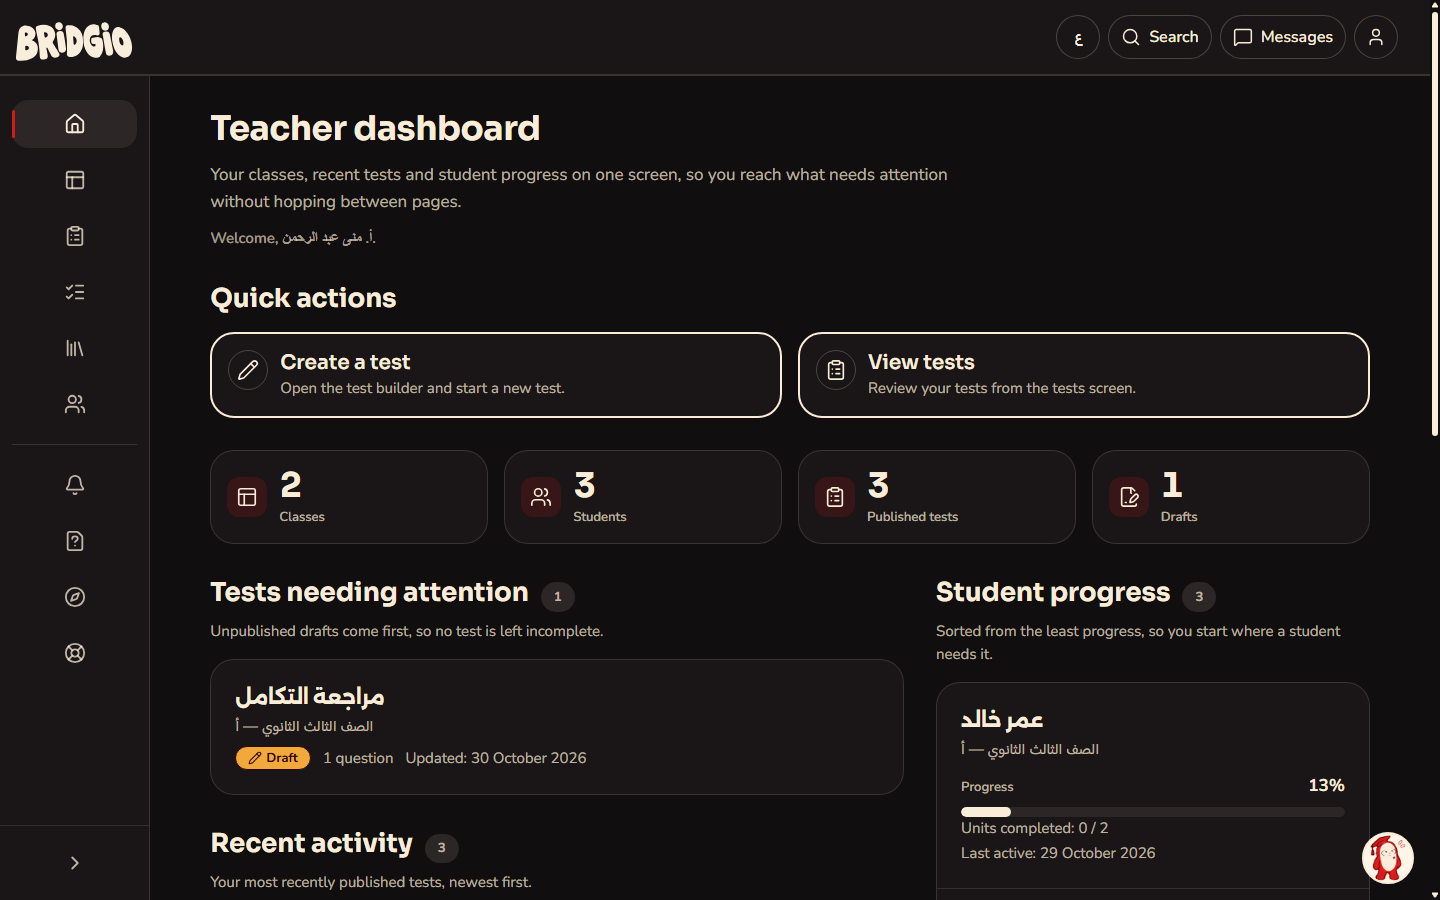 BRiDGiO
ع
Search
Messages
Teacher dashboard
Your classes, recent tests and student progress on one screen, so you reach what needs attention
without hopping between pages.
Welcome, أ. منى عبد الرحمن.
Quick actions
Create a test
Open the test builder and start a new test.
View tests
Review your tests from the tests screen.
2
Classes
3
Students
3
Published tests
1
Drafts
Tests needing attention 1
Unpublished drafts come first, so no test is left incomplete.
مراجعة التكامل
الصف الثالث الثانوي — أ
Draft 1 question Updated: 30 October 2026
Recent activity 3
Your most recently published tests, newest first.
Student progress 3
Sorted from the least progress, so you start where a student
needs it.
عمر خالد
الصف الثالث الثانوي — أ
Progress 13%
Units completed: 0 / 2
Last active: 29 October 2026